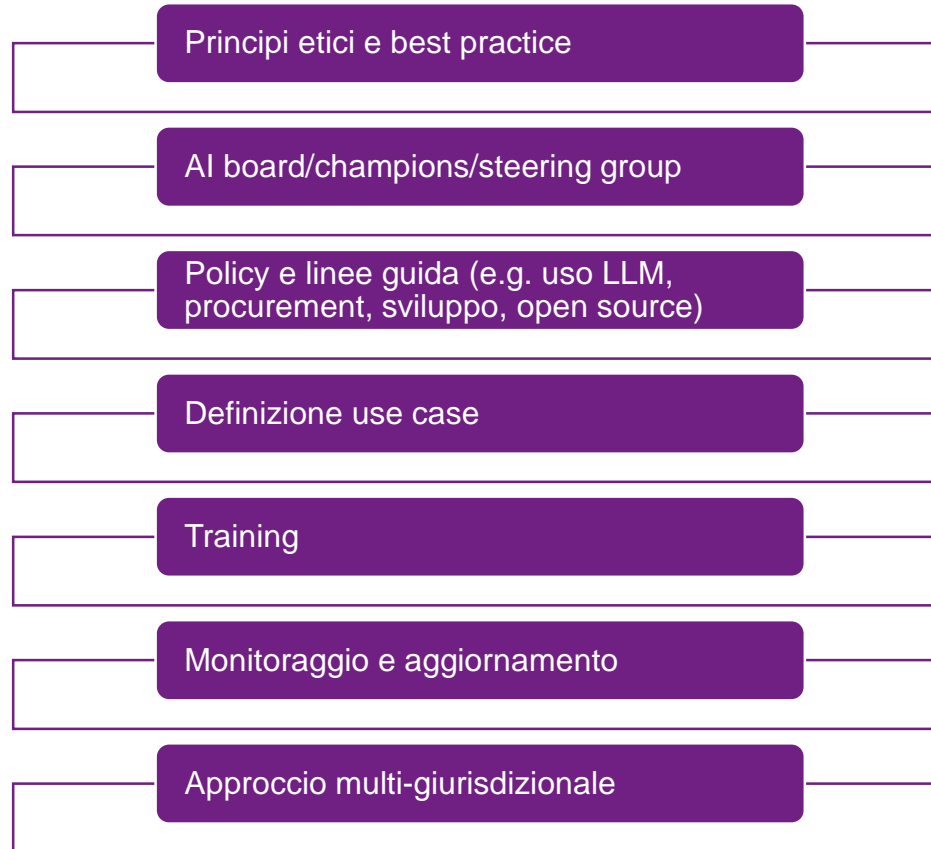 Principi etici e best practice
AI board/champions/steering group
Policy e linee guida (e.g. uso LLM,
procurement, sviluppo, open source)
Definizione use case
Training
Monitoraggio e aggiornamento
Approccio multi-giurisdizionale